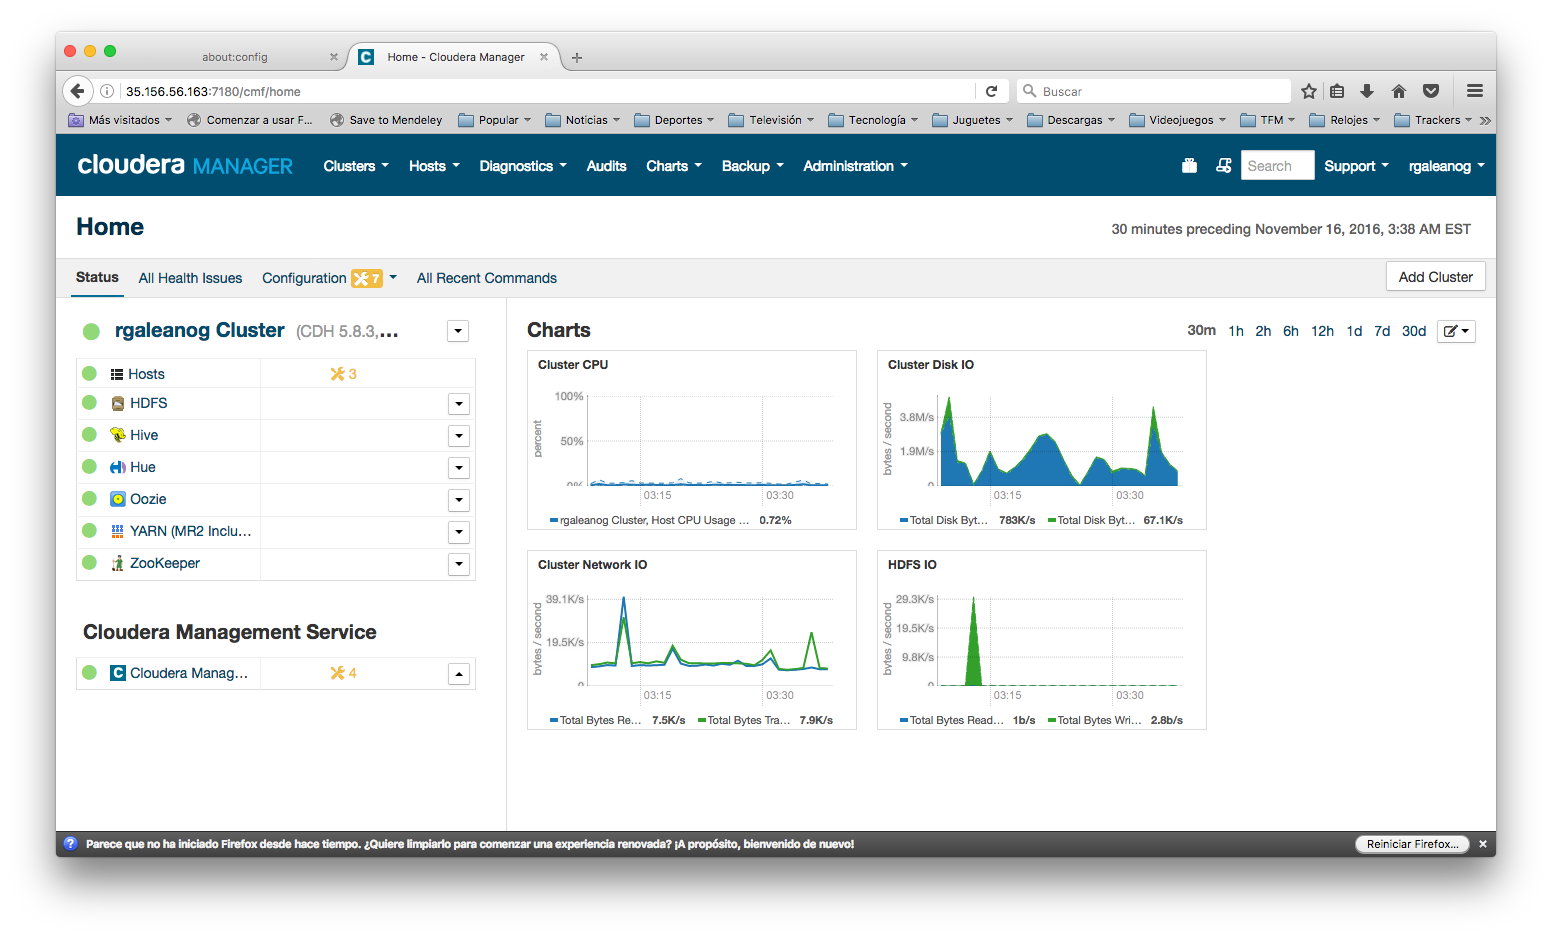 about:config
Home - Cloudera Manager
35.156.56.163:7180/cmf/home
Buscar
Más visitados
Comenzar a usar F...
Save to Mendeley
Popular
Noticias
Deportes
Televisión
Tecnología
Juguetes
Descargas
Videojuegos
TFM
Relojes
Trackers
cloudera MANAGER
Clusters
Hosts
Diagnostics
Audits
Charts
Backup
Administration
Search
Support
rgaleanog
Home
30 minutes preceding November 16, 2016, 3:38 AM EST
Status
All Health Issues
Configuration 7
All Recent Commands
Add Cluster
rgaleanog Cluster (CDH 5.8.3,...
Hosts 3
HDFS
Hive
Hue
Oozie
YARN (MR2 Inclu...
ZooKeeper
Cloudera Management Service
C Cloudera Manag... 4
Charts
30m 1h 2h 6h 12h 1d 7d 30d
Cluster CPU
percent
100%
50%
0%
03:15
03:30
rgaleanog Cluster, Host CPU Usage ... 0.72%
Cluster Disk IO
bytes / second
3.8M/s
1.9M/s
0
03:15
03:30
Total Disk Byt... 783K/s
Total Disk Byt... 67.1K/s
Cluster Network IO
bytes / second
39.1K/s
19.5K/s
0
03:15
03:30
Total Bytes Re... 7.5K/s
Total Bytes Tra... 7.9K/s
HDFS IO
bytes / second
29.3K/s
19.5K/s
9.8K/s
0
03:15
03:30
Total Bytes Read... 1b/s
Total Bytes Wri... 2.8b/s
Parece que no ha iniciado Firefox desde hace tiempo. ¿Quiere limpiarlo para comenzar una experiencia renovada? ¡A propósito, bienvenido de nuevo!
Reiniciar Firefox...